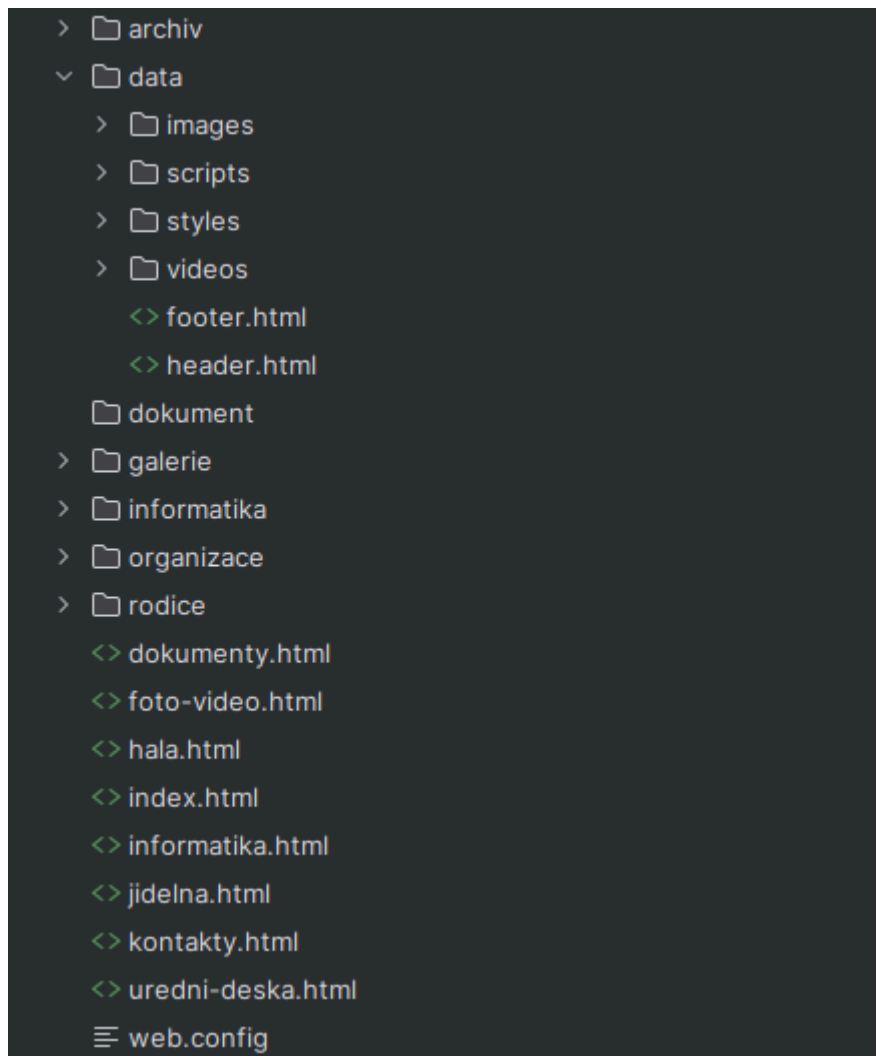 archiv
data
images
scripts
styles
videos
footer.html
header.html
dokument
galerie
informatika
organizace
rodice
dokumenty.html
foto-video.html
hala.html
index.html
informatika.html
jidelna.html
kontakty.html
uredni-deska.html
web.config